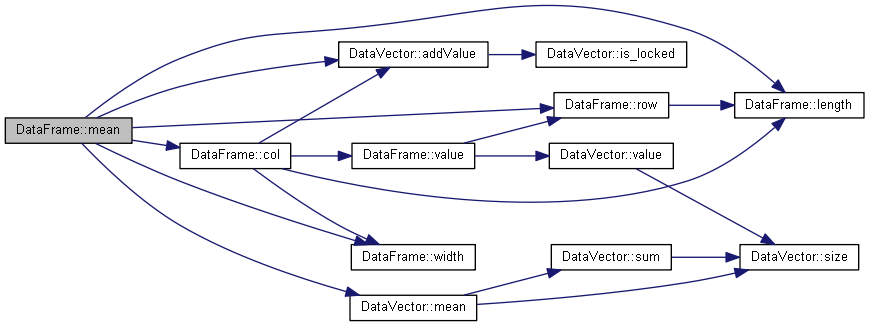 DataFrame::mean
DataVector::addValue
DataVector::is_locked
DataFrame::row
DataFrame::length
DataFrame::col
DataFrame::value
DataVector::value
DataFrame::width
DataVector::sum
DataVector::size
DataVector::mean